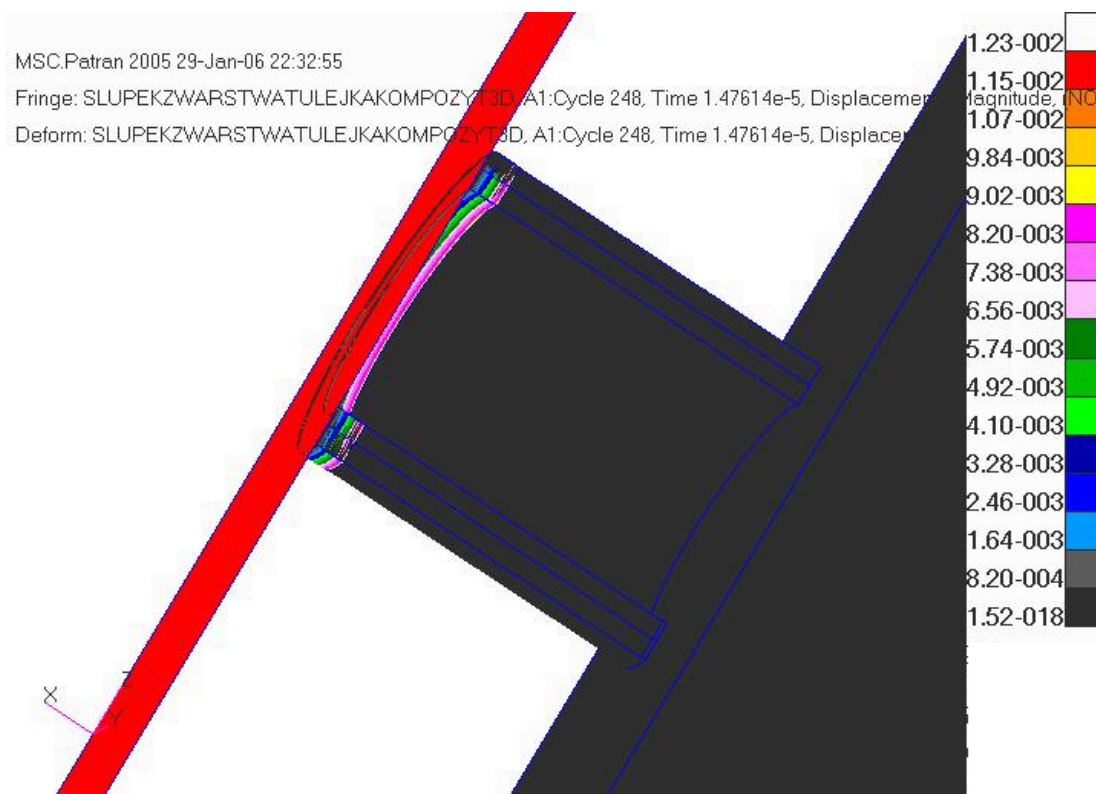 MSC.Patran 2005 29-Jan-06 22:32:55
Fringe: SLUPEKZWARSTWATULEJKAKOMPOZYT3D, A1:Cycle 248, Time 1.47614e-5, Displacement Magnitude, (NO
Deform: SLUPEKZWARSTWATULEJKAKOMPOZYT3D, A1:Cycle 248, Time 1.47614e-5, Displace
1.23-002
1.15-002
1.07-002
9.84-003
9.02-003
8.20-003
7.38-003
6.56-003
5.74-003
4.92-003
4.10-003
3.28-003
2.46-003
1.64-003
8.20-004
1.52-018
X
Y
Z